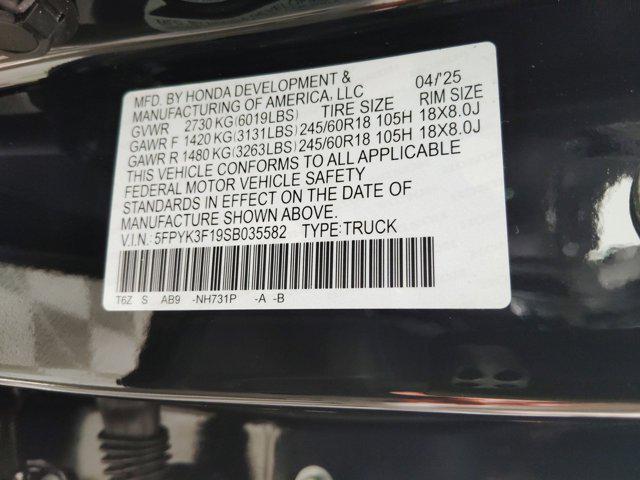 MFD. BY HONDA DEVELOPMENT &
MANUFACTURING OF AMERICA, LLC 04/'25
GVWR 2730 KG(6019LBS) TIRE SIZE RIM SIZE
GAWR F 1420 KG(3131LBS) 245/60R18 105H 18X8.0J
GAWR R 1480 KG(3263LBS) 245/60R18 105H 18X8.0J
THIS VEHICLE CONFORMS TO ALL APPLICABLE
FEDERAL MOTOR VEHICLE SAFETY
STANDARDS IN EFFECT ON THE DATE OF
MANUFACTURE SHOWN ABOVE.
V.I.N.: 5FPYK3F19SB035582 TYPE:TRUCK
T6Z S AB9 -NH731P -A -B